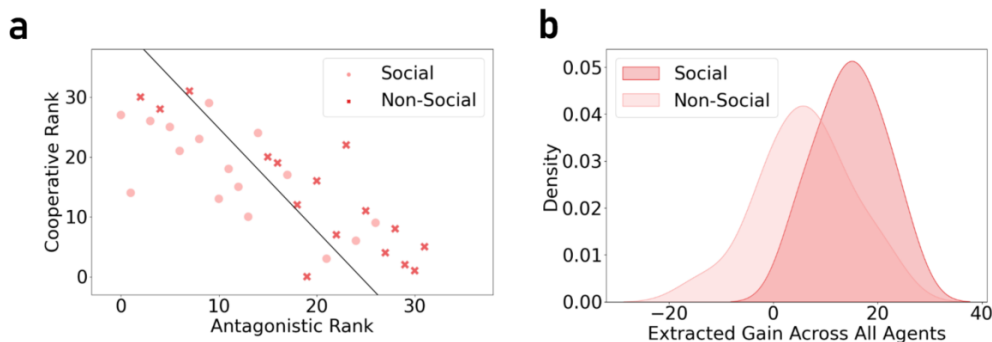 a
Cooperative Rank
30
20
10
0
Social
Non-Social
0
10
20
30
Antagonistic Rank
b
Density
0.05
0.04
0.03
0.02
0.01
0.00
Social
Non-Social
−20
0
20
40
Extracted Gain Across All Agents